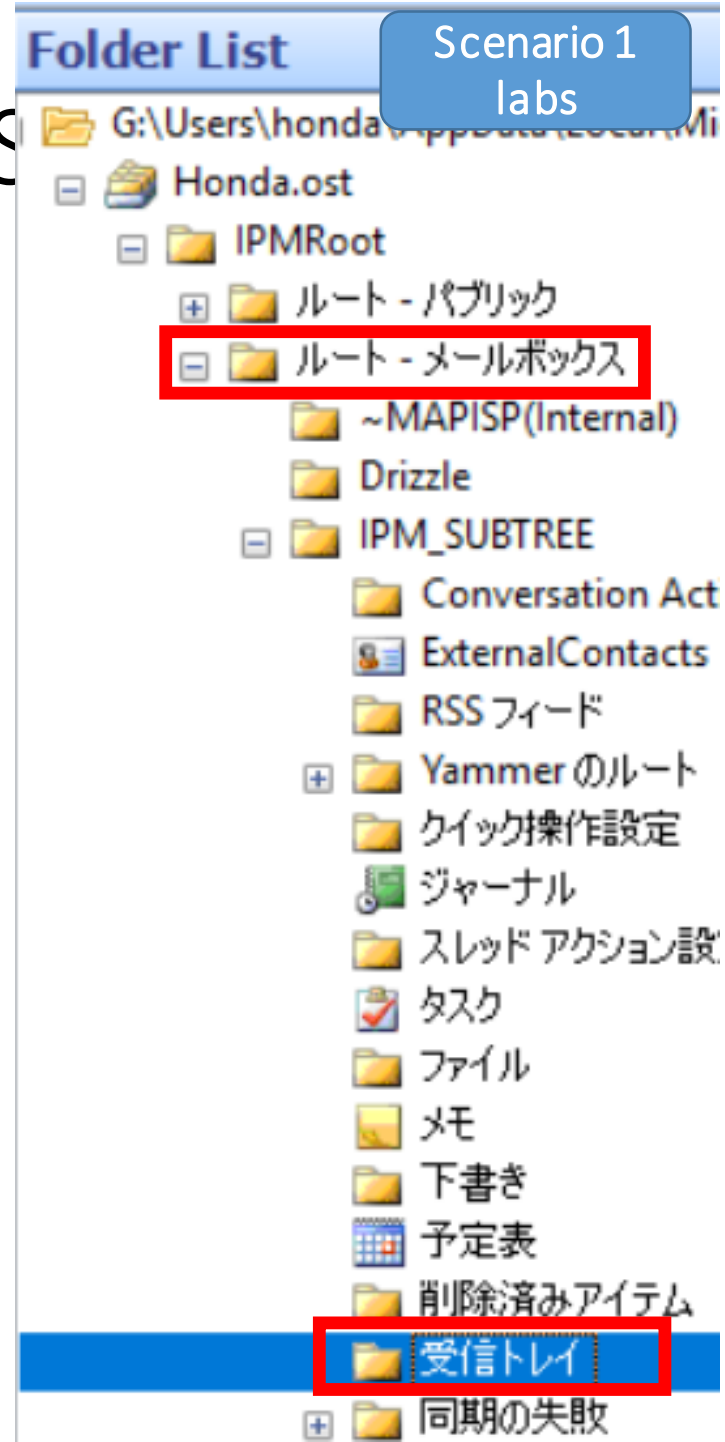 Folder List
Scenario 1
labs
G:\Users\honda\AppData\Local\Mi
Honda.ost
IPMRoot
ルート - パブリック
ルート - メールボックス
~MAPISP(Internal)
Drizzle
IPM_SUBTREE
Conversation Act
ExternalContacts
RSS フィード
Yammer のルート
クイック操作設定
ジャーナル
スレッド アクション設定
タスク
ファイル
メモ
下書き
予定表
削除済みアイテム
受信トレイ
同期の失敗